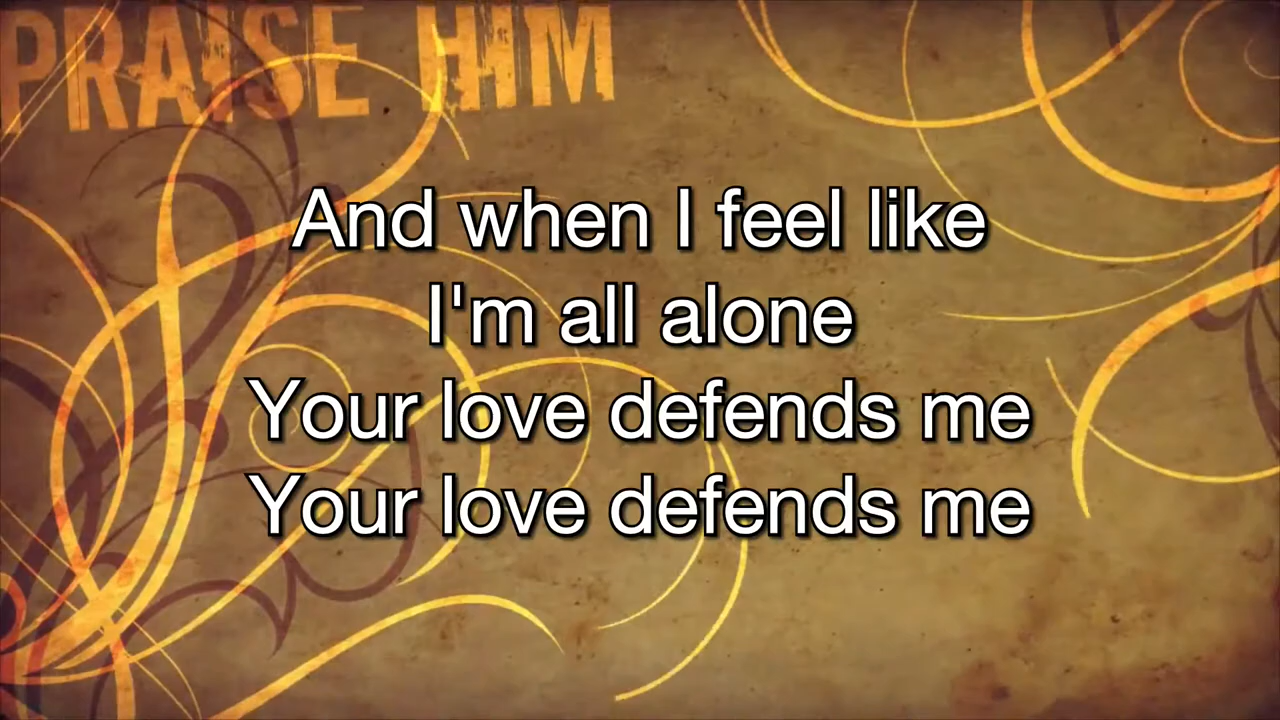 PRAISE HIM
And when I feel like
I'm all alone
Your love defends me
Your love defends me